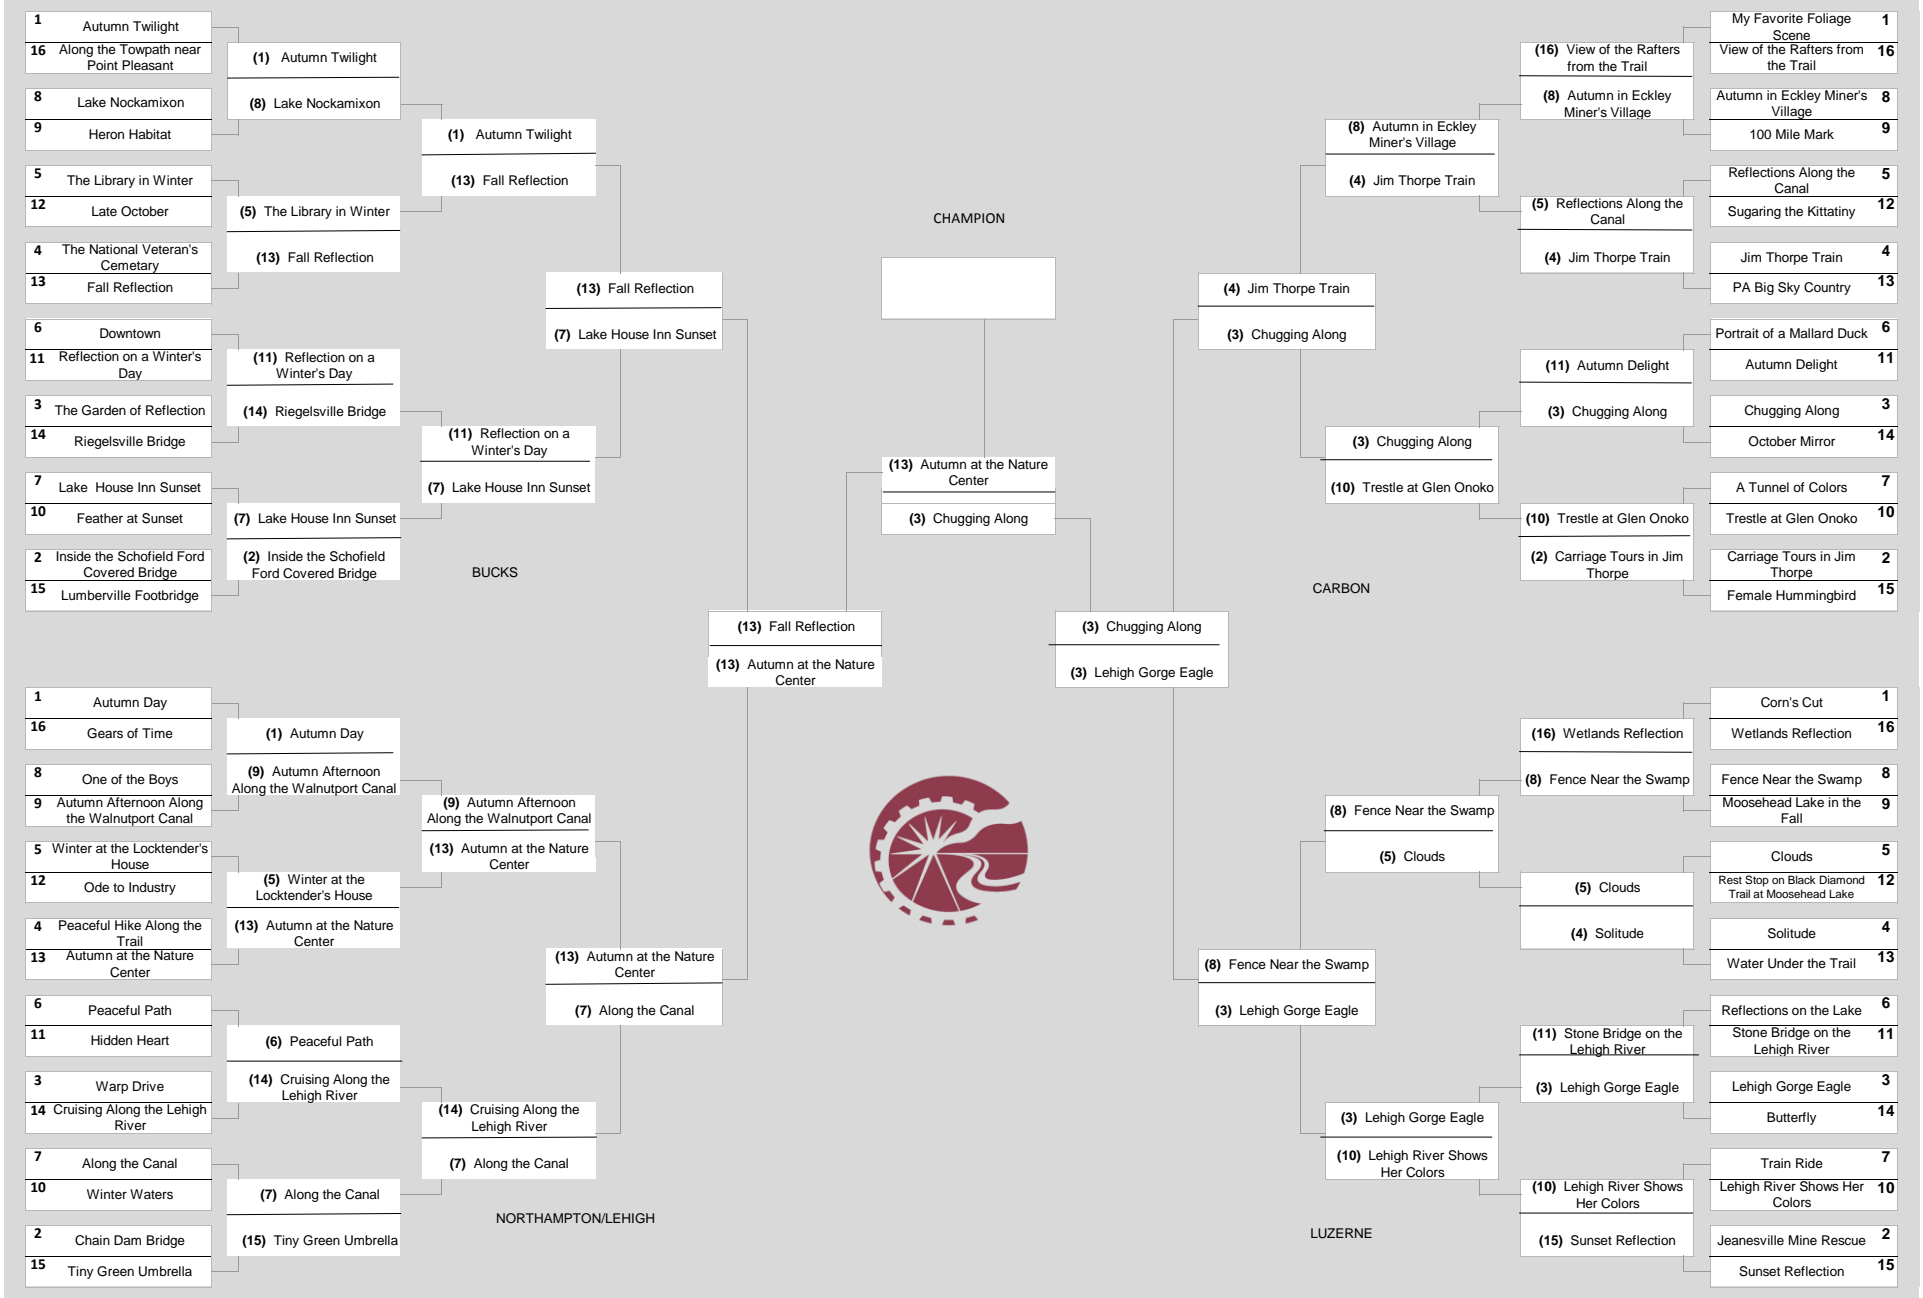 1 Autumn Twilight
16 Along the Towpath near
Point Pleasant
8 Lake Nockamixon
9 Heron Habitat
5 The Library in Winter
12 Late October
4 The National Veteran's
Cemetary
13 Fall Reflection
6 Downtown
11 Reflection on a Winter's
Day
3 The Garden of Reflection
14 Riegelsville Bridge
7 Lake  House Inn Sunset
10 Feather at Sunset
2 Inside the Schofield Ford
Covered Bridge
15 Lumberville Footbridge
(1) Autumn Twilight
(8) Lake Nockamixon
(5) The Library in Winter
(13) Fall Reflection
(11) Reflection on a
Winter's Day
(14) Riegelsville Bridge
(7) Lake House Inn Sunset
(2) Inside the Schofield
Ford Covered Bridge
(1) Autumn Twilight
(13) Fall Reflection
(11) Reflection on a
Winter's Day
(7) Lake House Inn Sunset
(13) Fall Reflection
(7) Lake House Inn Sunset
BUCKS
1 Autumn Day
16 Gears of Time
8 One of the Boys
9 Autumn Afternoon Along
the Walnutport Canal
5 Winter at the Locktender's
House
12 Ode to Industry
4 Peaceful Hike Along the
Trail
13 Autumn at the Nature
Center
6 Peaceful Path
11 Hidden Heart
3 Warp Drive
14 Cruising Along the Lehigh
River
7 Along the Canal
10 Winter Waters
2 Chain Dam Bridge
15 Tiny Green Umbrella
(1) Autumn Day
(9) Autumn Afternoon
Along the Walnutport Canal
(5) Winter at the
Locktender's House
(13) Autumn at the Nature
Center
(6) Peaceful Path
(14) Cruising Along the
Lehigh River
(7) Along the Canal
(15) Tiny Green Umbrella
(9) Autumn Afternoon
Along the Walnutport Canal
(13) Autumn at the Nature
Center
(14) Cruising Along the
Lehigh River
(7) Along the Canal
(13) Autumn at the Nature
Center
(7) Along the Canal
NORTHAMPTON/LEHIGH
(13) Fall Reflection
(13) Autumn at the Nature
Center
CHAMPION
(13) Autumn at the Nature
Center
(3) Chugging Along
(3) Chugging Along
(3) Lehigh Gorge Eagle
(4) Jim Thorpe Train
(3) Chugging Along
(8) Autumn in Eckley
Miner's Village
(4) Jim Thorpe Train
(3) Chugging Along
(10) Trestle at Glen Onoko
(16) View of the Rafters
from the Trail
(8) Autumn in Eckley
Miner's Village
(5) Reflections Along the
Canal
(4) Jim Thorpe Train
(11) Autumn Delight
(3) Chugging Along
(10) Trestle at Glen Onoko
(2) Carriage Tours in Jim
Thorpe
My Favorite Foliage 1
Scene
View of the Rafters from 16
the Trail
Autumn in Eckley Miner's 8
Village
100 Mile Mark 9
Reflections Along the 5
Canal
Sugaring the Kittatiny 12
Jim Thorpe Train 4
PA Big Sky Country 13
Portrait of a Mallard Duck 6
Autumn Delight 11
Chugging Along 3
October Mirror 14
A Tunnel of Colors 7
Trestle at Glen Onoko 10
Carriage Tours in Jim 2
Thorpe
Female Hummingbird 15
CARBON
(8) Fence Near the Swamp
(3) Lehigh Gorge Eagle
(8) Fence Near the Swamp
(5) Clouds
(3) Lehigh Gorge Eagle
(10) Lehigh River Shows
Her Colors
(16) Wetlands Reflection
(8) Fence Near the Swamp
(5) Clouds
(4) Solitude
(11) Stone Bridge on the
Lehigh River
(3) Lehigh Gorge Eagle
(10) Lehigh River Shows
Her Colors
(15) Sunset Reflection
Corn's Cut 1
Wetlands Reflection 16
Fence Near the Swamp 8
Moosehead Lake in the 9
Fall
Clouds 5
Rest Stop on Black Diamond 12
Trail at Moosehead Lake
Solitude 4
Water Under the Trail 13
Reflections on the Lake 6
Stone Bridge on the 11
Lehigh River
Lehigh Gorge Eagle 3
Butterfly 14
Train Ride 7
Lehigh River Shows Her 10
Colors
Jeanesville Mine Rescue 2
Sunset Reflection 15
LUZERNE